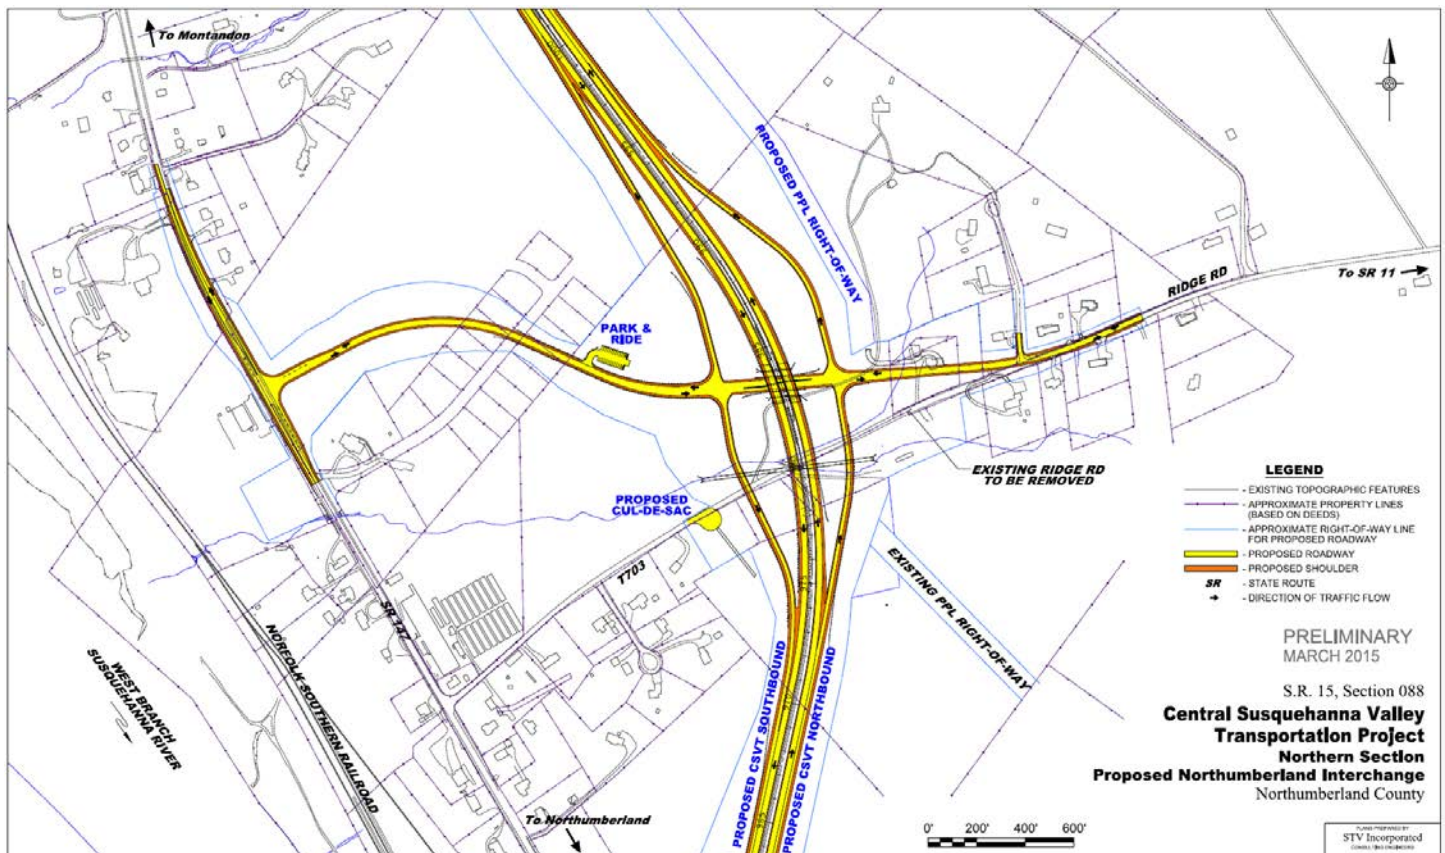 To Montandon
PROPOSED PPL RIGHT-OF-WAY
RIDGE RD
To SR 11
PARK &
RIDE
EXISTING RIDGE RD
TO BE REMOVED
PROPOSED
CUL-DE-SAC
T703
SR 147
EXISTING PPL RIGHT-OF-WAY
NORFOLK SOUTHERN RAILROAD
WEST BRANCH
SUSQUEHANNA RIVER
PROPOSED CSVT SOUTHBOUND
PROPOSED CSVT NORTHBOUND
To Northumberland
LEGEND
- EXISTING TOPOGRAPHIC FEATURES
- APPROXIMATE PROPERTY LINES
(BASED ON DEEDS)
- APPROXIMATE RIGHT-OF-WAY LINE
FOR PROPOSED ROADWAY
- PROPOSED ROADWAY
- PROPOSED SHOULDER
SR - STATE ROUTE
- DIRECTION OF TRAFFIC FLOW
PRELIMINARY
MARCH 2015
S.R. 15, Section 088
Central Susquehanna Valley
Transportation Project
Northern Section
Proposed Northumberland Interchange
Northumberland County
0' 200' 400' 600'
PLANS PREPARED BY
STV Incorporated
CONSULTING ENGINEERS